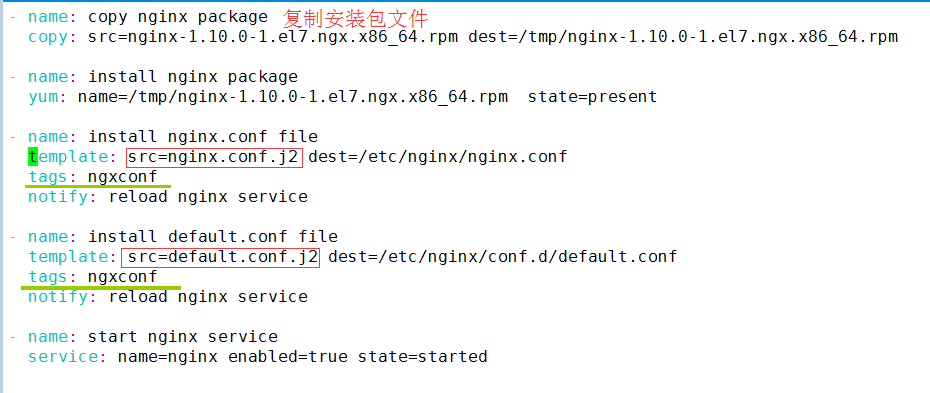 - name: copy nginx package 复制安装包文件
copy: src=nginx-1.10.0-1.el7.ngx.x86_64.rpm dest=/tmp/nginx-1.10.0-1.el7.ngx.x86_64.rpm
- name: install nginx package
yum: name=/tmp/nginx-1.10.0-1.el7.ngx.x86_64.rpm  state=present
- name: install nginx.conf file
template: src=nginx.conf.j2 dest=/etc/nginx/nginx.conf
tags: ngxconf
notify: reload nginx service
- name: install default.conf file
template: src=default.conf.j2 dest=/etc/nginx/conf.d/default.conf
tags: ngxconf
notify: reload nginx service
- name: start nginx service
service: name=nginx enabled=true state=started